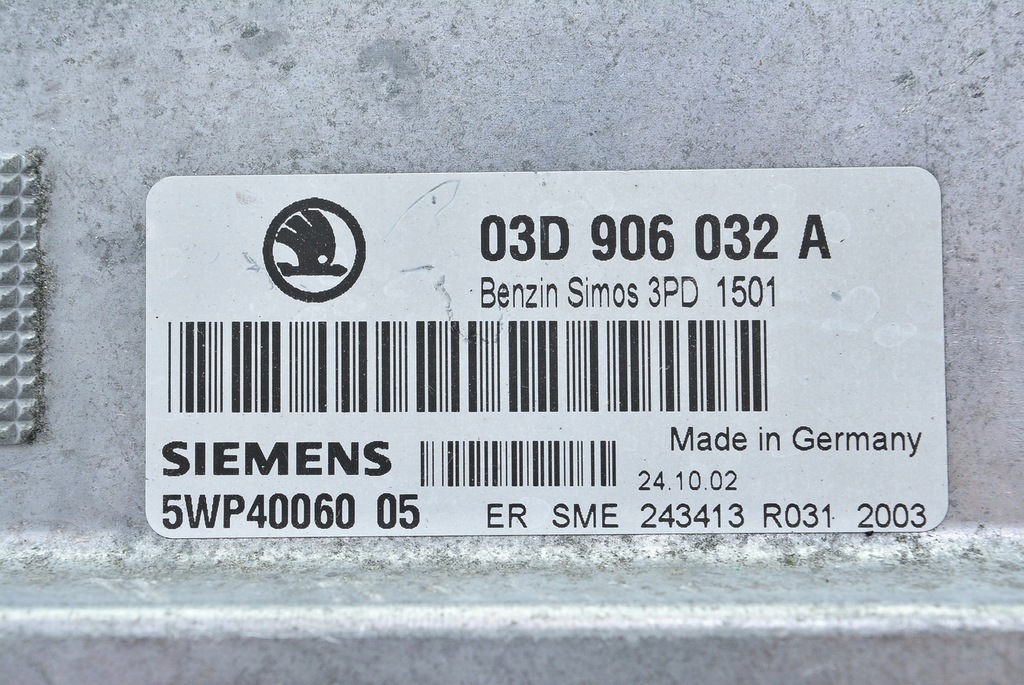 03D 906 032 A
Benzin Simos 3PD 1501
SIEMENS
Made in Germany
24.10.02
5WP40060 05
ER SME 243413 R031 2003